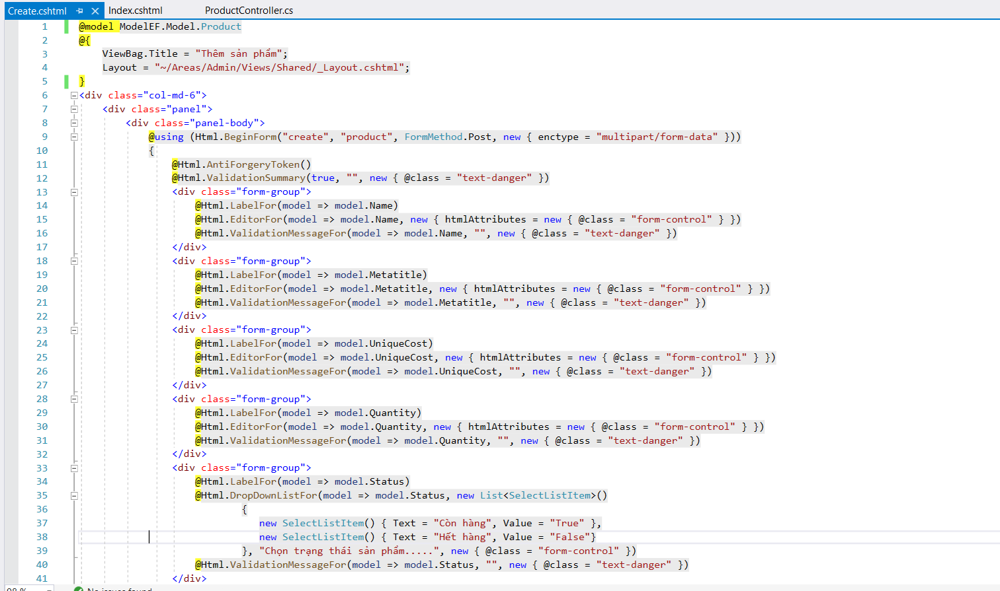 Create.cshtml Index.cshtml ProductController.cs
1 @model ModelEF.Model.Product
2 @{
3 ViewBag.Title = "Thêm sản phẩm";
4 Layout = "~/Areas/Admin/Views/Shared/_Layout.cshtml";
5 }
6 <div class="col-md-6">
7 <div class="panel">
8 <div class="panel-body">
9 @using (Html.BeginForm("create", "product", FormMethod.Post, new { enctype = "multipart/form-data" }))
10 {
11 @Html.AntiForgeryToken()
12 @Html.ValidationSummary(true, "", new { @class = "text-danger" })
13 <div class="form-group">
14 @Html.LabelFor(model => model.Name)
15 @Html.EditorFor(model => model.Name, new { htmlAttributes = new { @class = "form-control" } })
16 @Html.ValidationMessageFor(model => model.Name, "", new { @class = "text-danger" })
17 </div>
18 <div class="form-group">
19 @Html.LabelFor(model => model.Metatitle)
20 @Html.EditorFor(model => model.Metatitle, new { htmlAttributes = new { @class = "form-control" } })
21 @Html.ValidationMessageFor(model => model.Metatitle, "", new { @class = "text-danger" })
22 </div>
23 <div class="form-group">
24 @Html.LabelFor(model => model.UniqueCost)
25 @Html.EditorFor(model => model.UniqueCost, new { htmlAttributes = new { @class = "form-control" } })
26 @Html.ValidationMessageFor(model => model.UniqueCost, "", new { @class = "text-danger" })
27 </div>
28 <div class="form-group">
29 @Html.LabelFor(model => model.Quantity)
30 @Html.EditorFor(model => model.Quantity, new { htmlAttributes = new { @class = "form-control" } })
31 @Html.ValidationMessageFor(model => model.Quantity, "", new { @class = "text-danger" })
32 </div>
33 <div class="form-group">
34 @Html.LabelFor(model => model.Status)
35 @Html.DropDownListFor(model => model.Status, new List<SelectListItem>()
36 {
37 new SelectListItem() { Text = "Còn hàng", Value = "True" },
38 new SelectListItem() { Text = "Hết hàng", Value = "False"}
39 }, "Chọn trạng thái sản phẩm.....", new { @class = "form-control" })
40 @Html.ValidationMessageFor(model => model.Status, "", new { @class = "text-danger" })
41 </div>
98 % No issues found